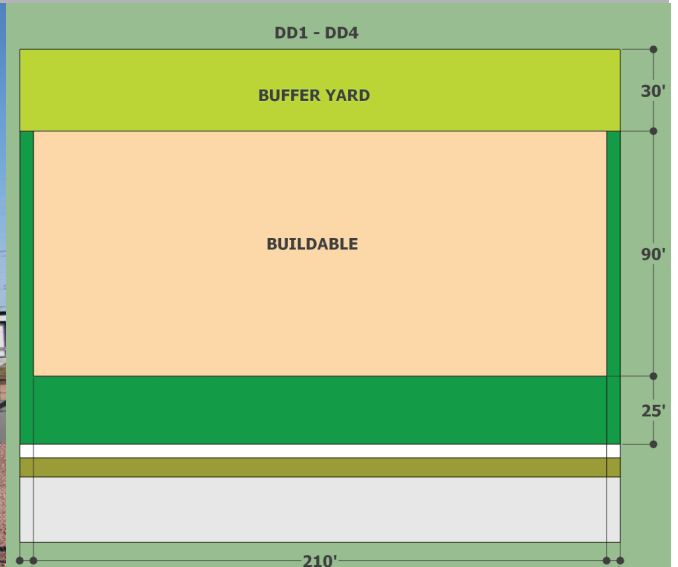 DD1 - DD4
BUFFER YARD
30'
BUILDABLE
90'
25'
210'